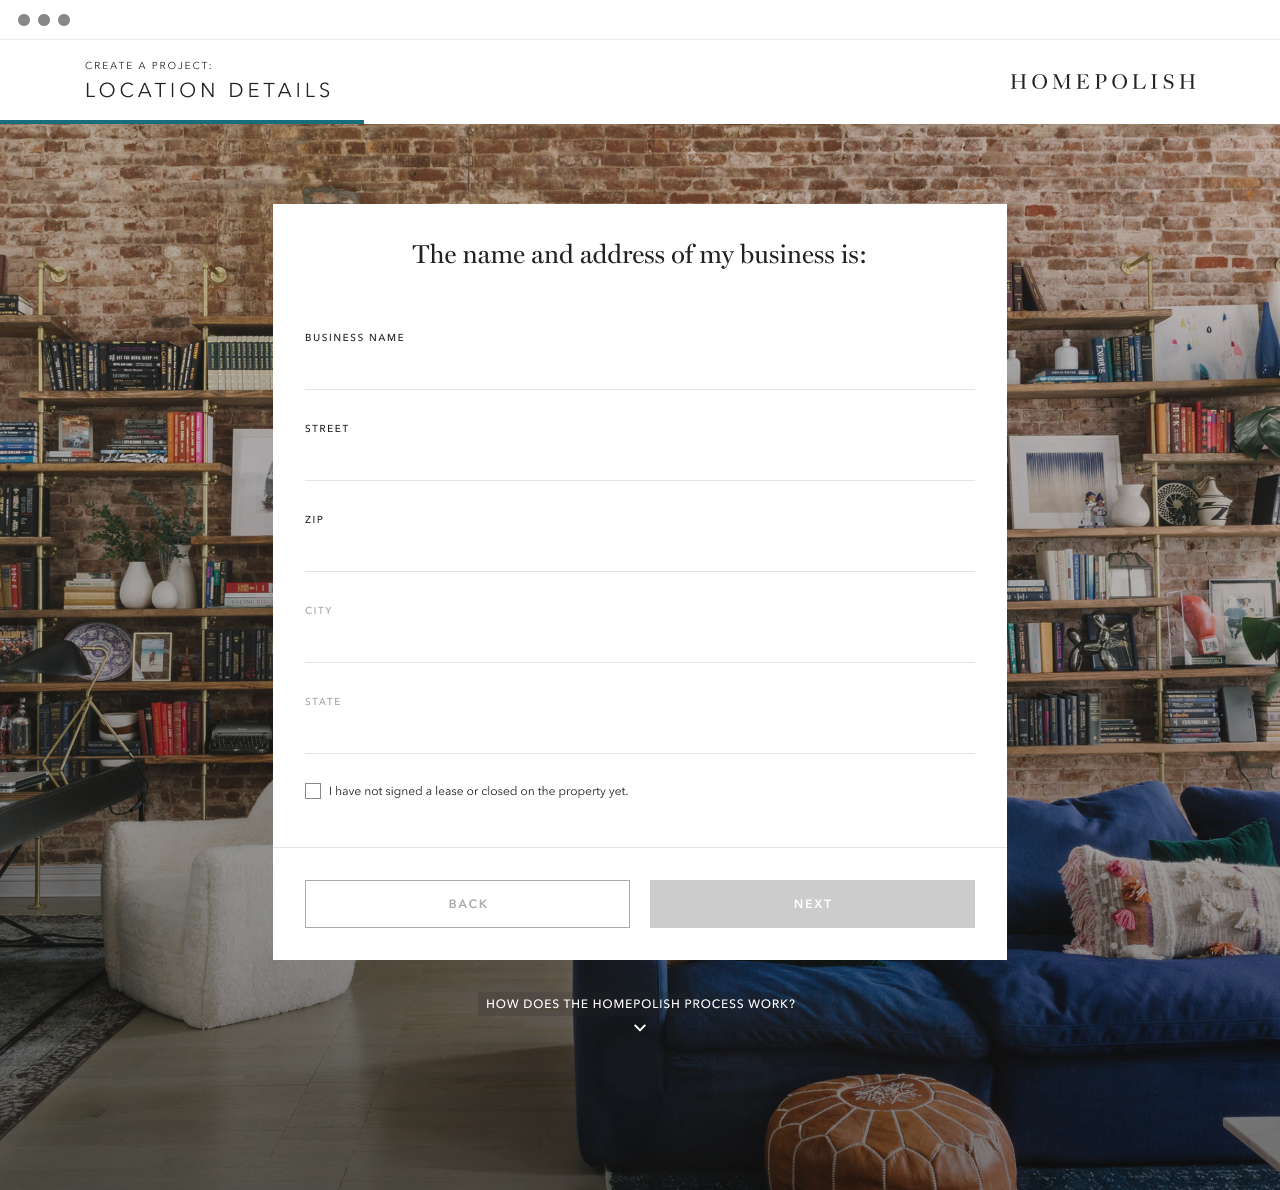 CREATE A PROJECT:
LOCATION DETAILS
HOMEPOLISH
The name and address of my business is:
BUSINESS NAME
STREET
ZIP
CITY
STATE
I have not signed a lease or closed on the property yet.
BACK
NEXT
HOW DOES THE HOMEPOLISH PROCESS WORK?